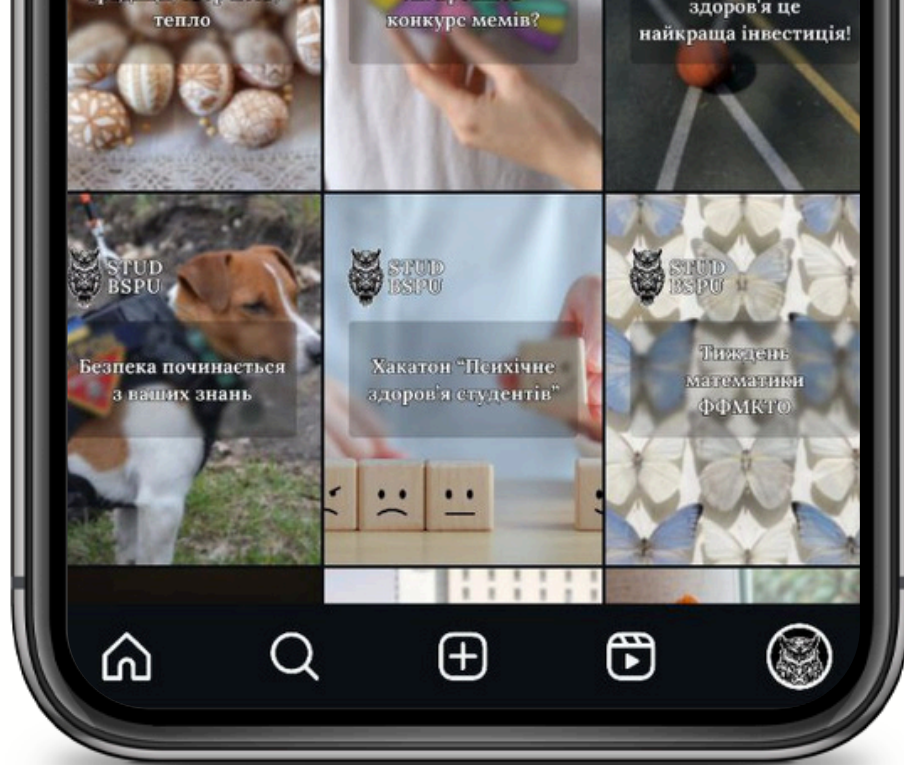 тепло
конкурс мемів?
здоров'я це
найкраща інвестиція!
STUD
BSPU
Безпека починається
з ваших знань
STUD
BSPU
Хакатон “Психічне
здоров'я студентів”
STUD
BSPU
Тиждень
математики
ФФМКТО